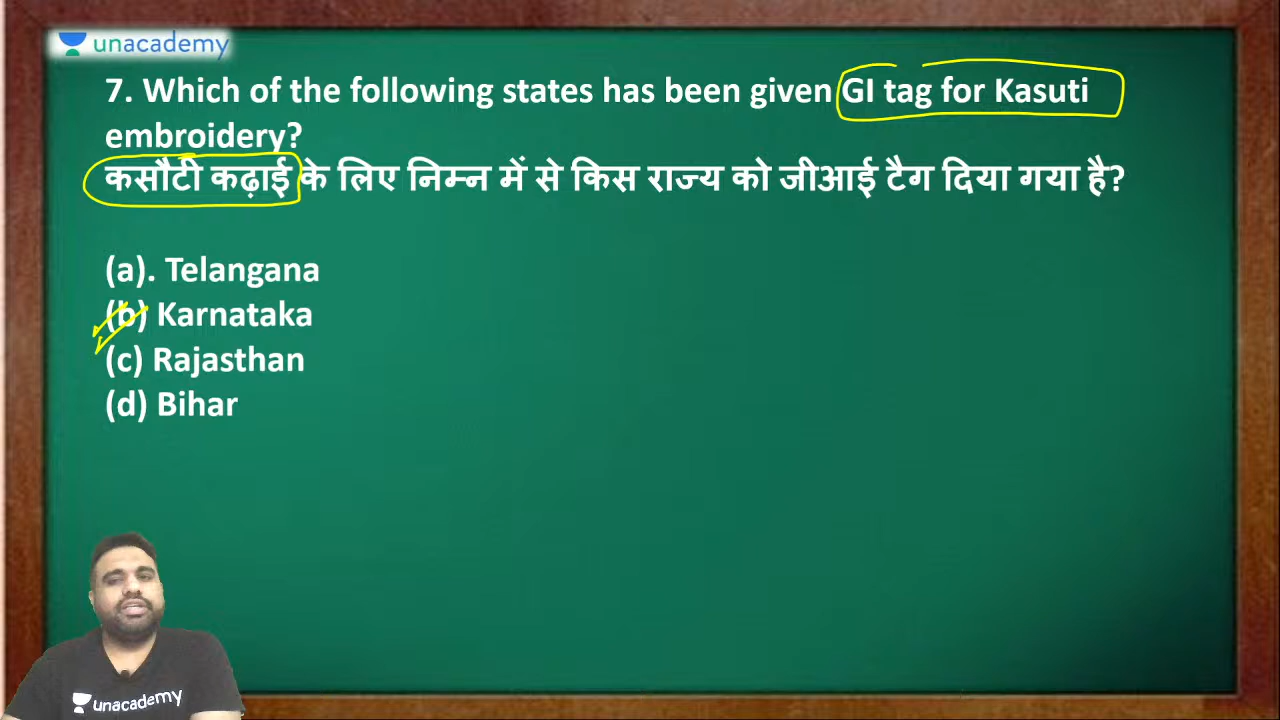 unacademy
7. Which of the following states has been given GI tag for Kasuti
embroidery?
कसौटी कढ़ाई के लिए निम्न में से किस राज्य को जीआई टैग दिया गया है?
(a). Telangana
(b) Karnataka
(c) Rajasthan
(d) Bihar
unacademy